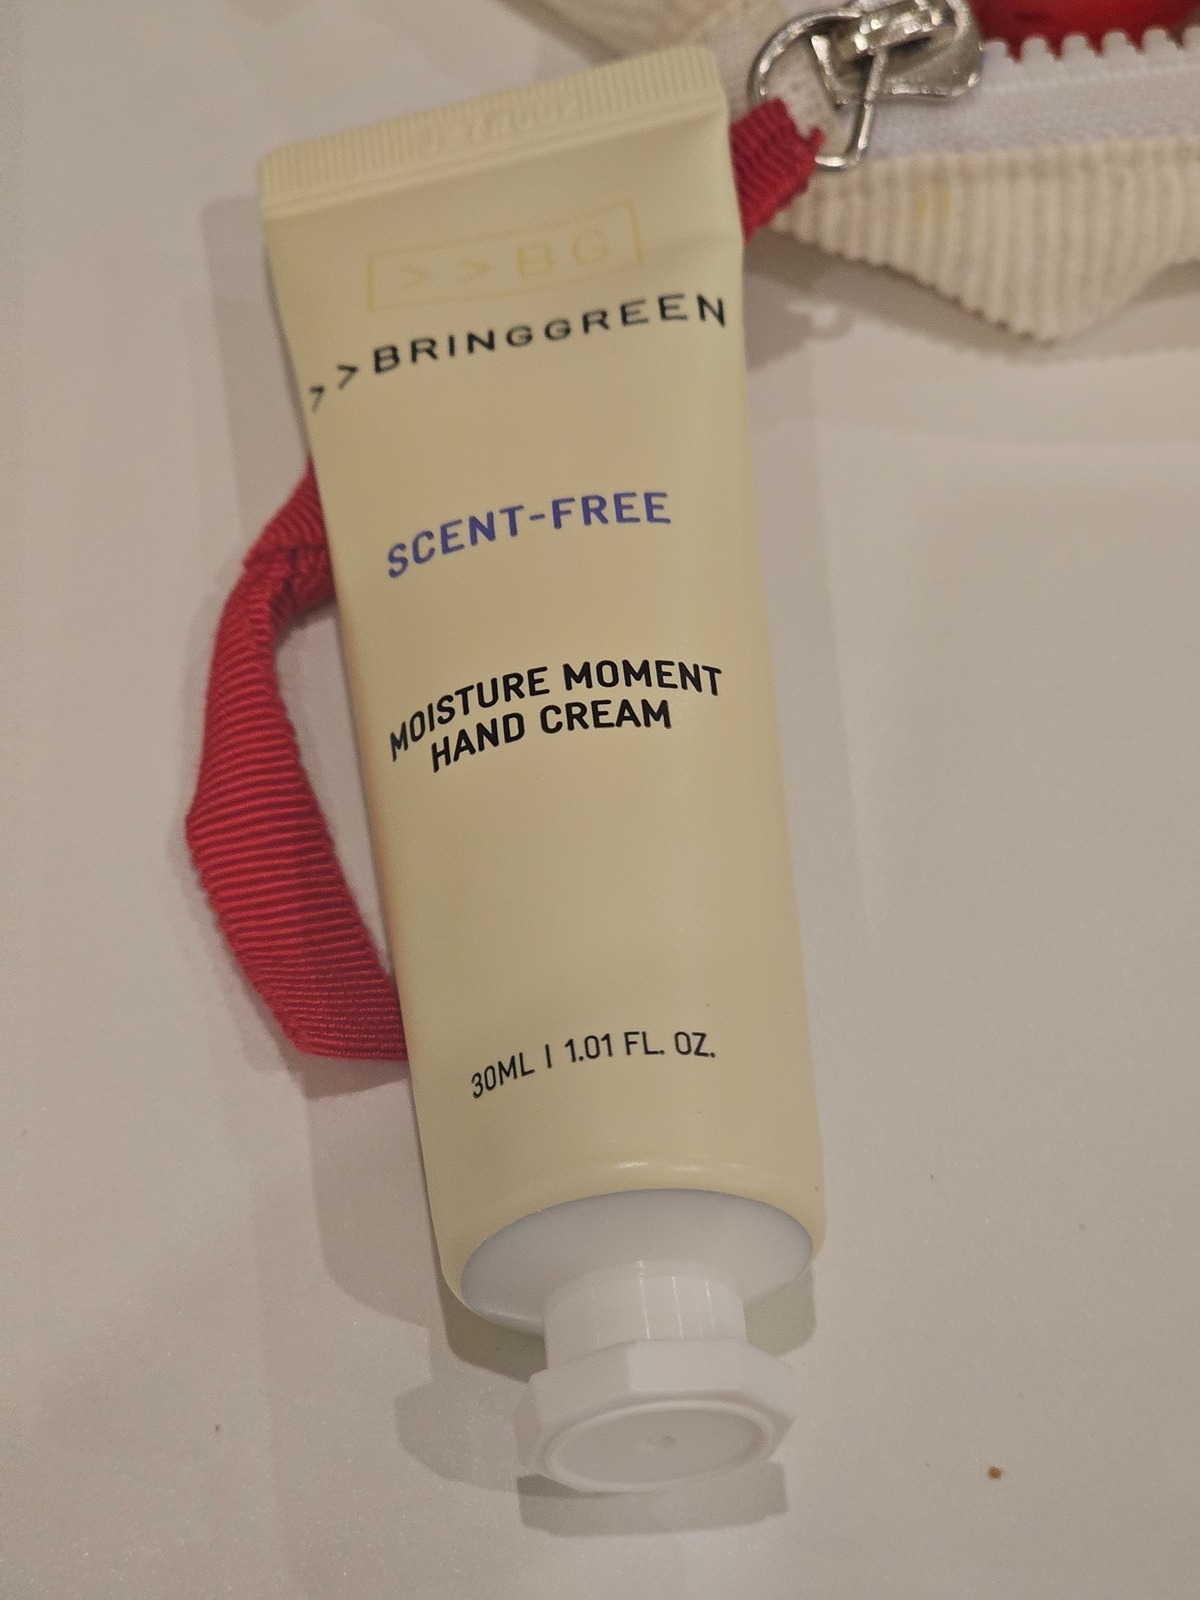 >>BG
>>BRINGGREEN
SCENT-FREE
MOISTURE MOMENT
HAND CREAM
30ML | 1.01 FL. OZ.